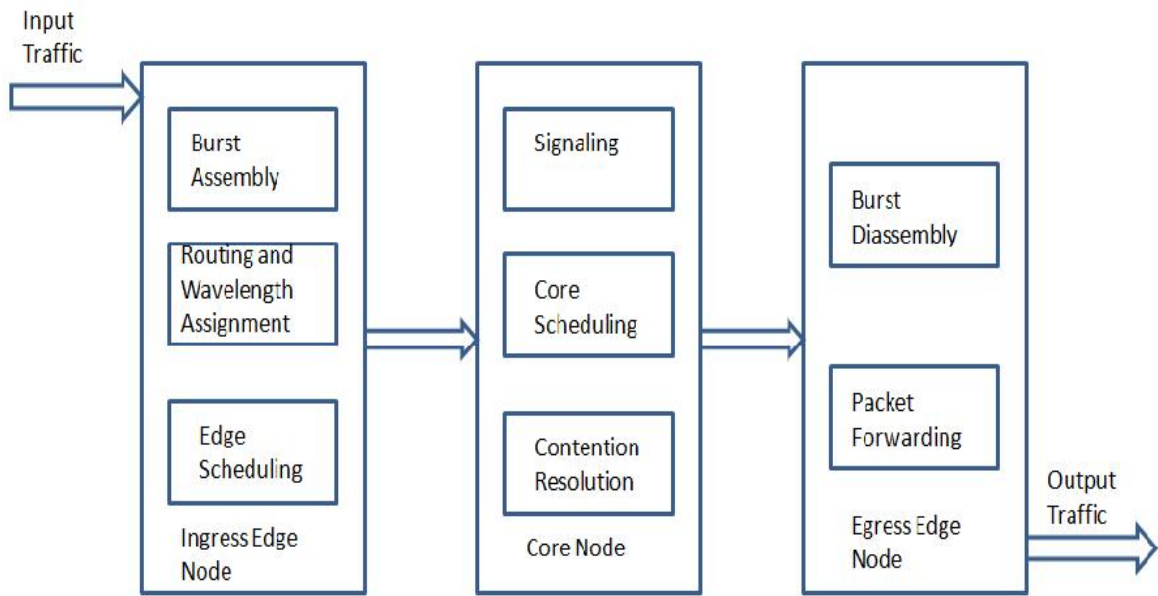 Input
Traffic
Burst
Assembly
Routing and
Wavelength
Assignment
Edge
Scheduling
Ingress Edge
Node
Signaling
Core
Scheduling
Contention
Resolution
Core Node
Burst
Diassembly
Packet
Forwarding
Egress Edge
Node
Output
Traffic